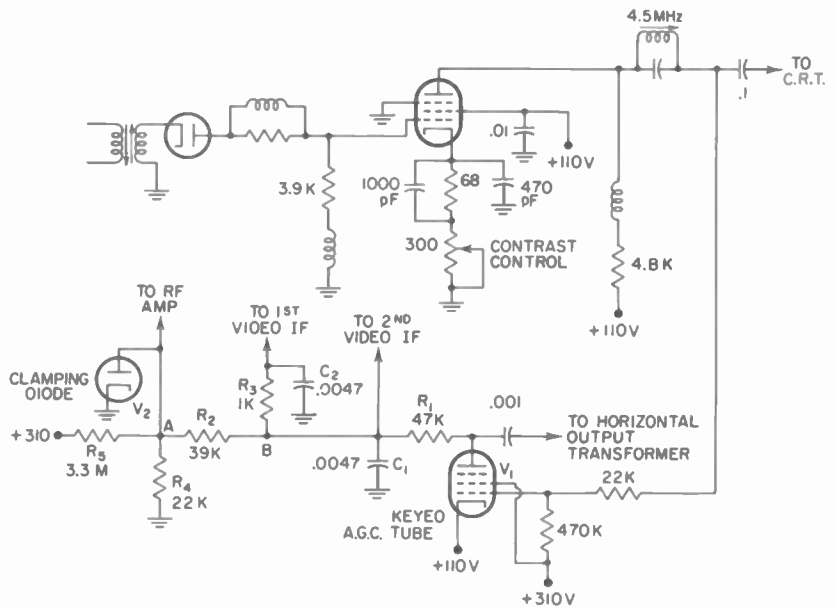 4.5MHz
TO
C.R.T.
.1
.01
+110V
3.9K
1000
pF
68
470
pF
300
CONTRAST
CONTROL
4.8K
+110V
TO RF
AMP
TO 1ST
VIDEO IF
TO 2ND
VIDEO IF
CLAMPING
DIODE
V2
C2
.0047
R3
1K
R1
47K
.001
TO HORIZONTAL
OUTPUT
TRANSFORMER
+310
A
R2
39K
B
R5
3.3 M
R4
22K
.0047
C1
V1
22K
KEYED
A.G.C. TUBE
470K
+110V
+310V